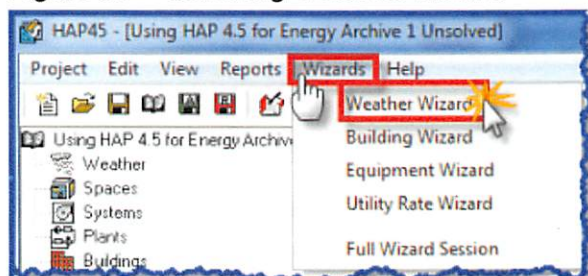 HAP45 - [Using HAP 4.5 for Energy Archive 1 Unsolved]
Project Edit View Reports Wizards Help
Weather Wizard
Using HAP 4.5 for Energy Archiv
Building Wizard
Weather
Equipment Wizard
Spaces
Systems
Utility Rate Wizard
Plants
Buildings
Full Wizard Session